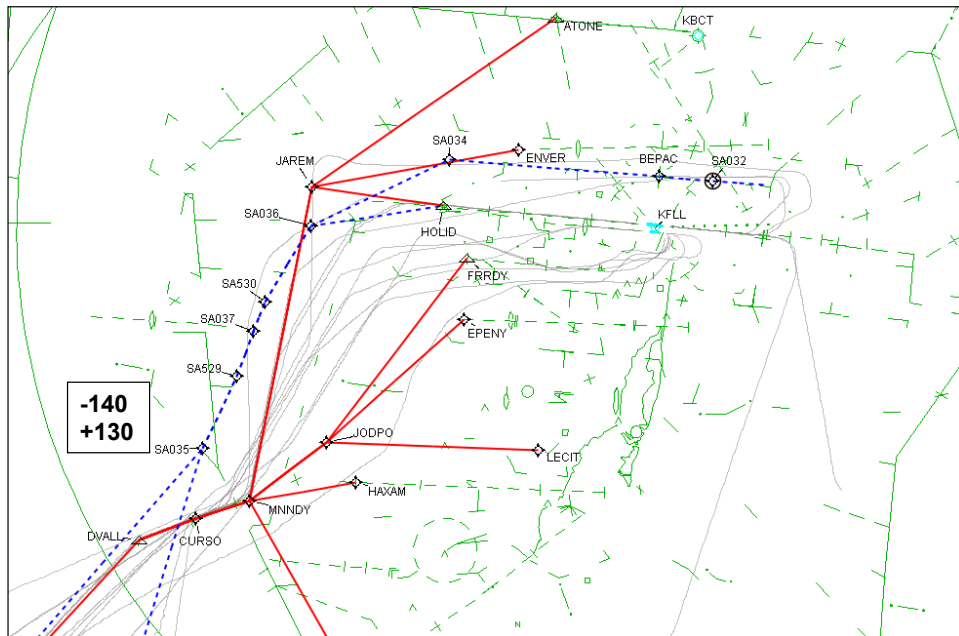 KBCT
ATONE
SA034
ENVER
BEPAC
SA032
JAREM
SA036
HOLID
KFLL
FRRDY
SA530
SA037
EPENY
SA529
-140
+130
SA035
JODPO
LECIT
HAXAM
MNNDY
CURSO
DVALL
N